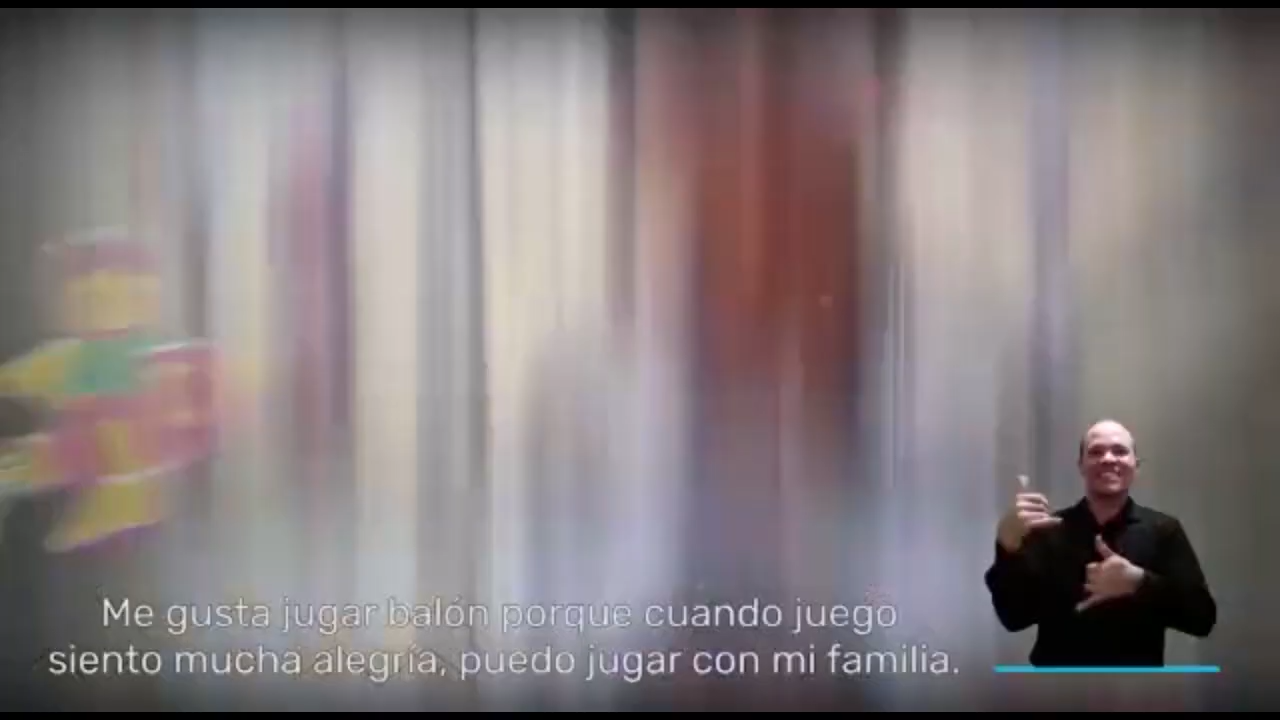 Me gusta jugar balón porque cuando juego
siento mucha alegría, puedo jugar con mi familia.